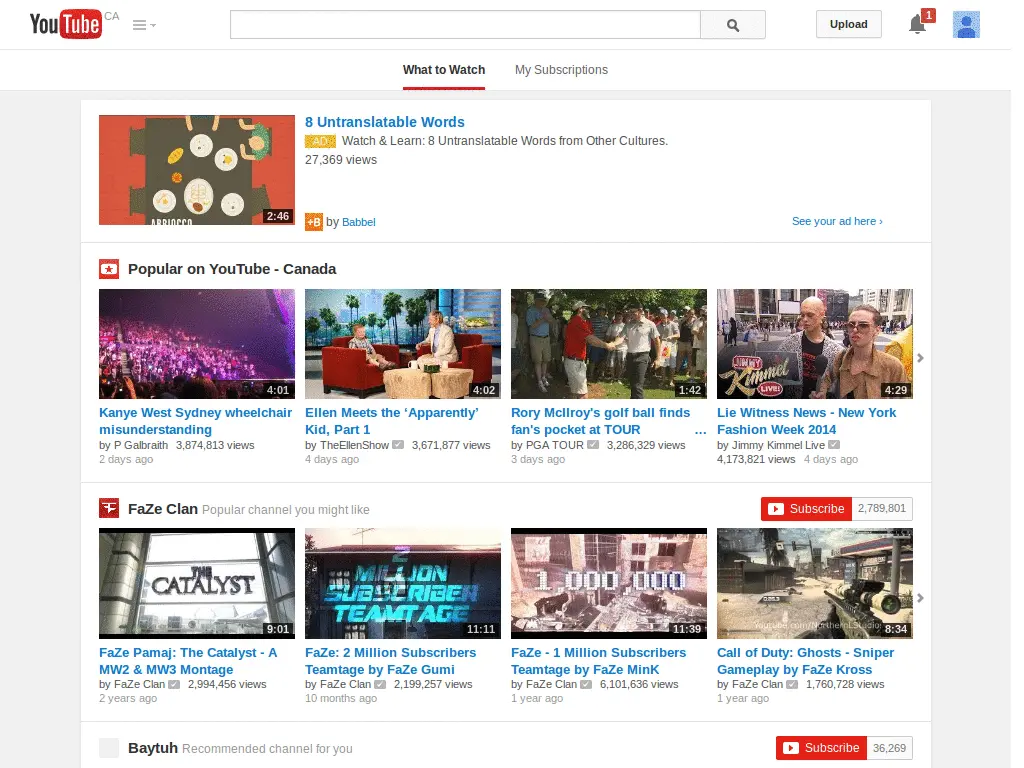 YouTube CA
Upload
1
What to Watch My Subscriptions
8 Untranslatable Words
AD Watch & Learn: 8 Untranslatable Words from Other Cultures.
27,369 views
ABBIOCCO
2:46
+B by Babbel
See your ad here ›
Popular on YouTube - Canada
JIMMY
Kimmel
LIVE!
4:01 4:02 1:42 4:29
Kanye West Sydney wheelchair misunderstanding
by P Galbraith 3,874,813 views
2 days ago
Ellen Meets the ‘Apparently’ Kid, Part 1
by TheEllenShow 3,671,877 views
4 days ago
Rory McIlroy's golf ball finds fan's pocket at TOUR ...
by PGA TOUR 3,286,329 views
3 days ago
Lie Witness News - New York Fashion Week 2014
by Jimmy Kimmel Live
4,173,821 views 4 days ago
FaZe Clan Popular channel you might like
Subscribe 2,789,801
THE
CATALYST
9:01
2
MILLION
SUBSCRIBER
TEAMTAGE
11:11
1 000,000
11:39
Youtube.com/NorthernLStudios
8:34
FaZe Pamaj: The Catalyst - A MW2 & MW3 Montage
by FaZe Clan 2,994,456 views
2 years ago
FaZe: 2 Million Subscribers Teamtage by FaZe Gumi
by FaZe Clan 2,199,257 views
10 months ago
FaZe - 1 Million Subscribers Teamtage by FaZe MinK
by FaZe Clan 6,101,636 views
1 year ago
Call of Duty: Ghosts - Sniper Gameplay by FaZe Kross
by FaZe Clan 1,760,728 views
1 year ago
Baytuh Recommended channel for you
Subscribe 36,269